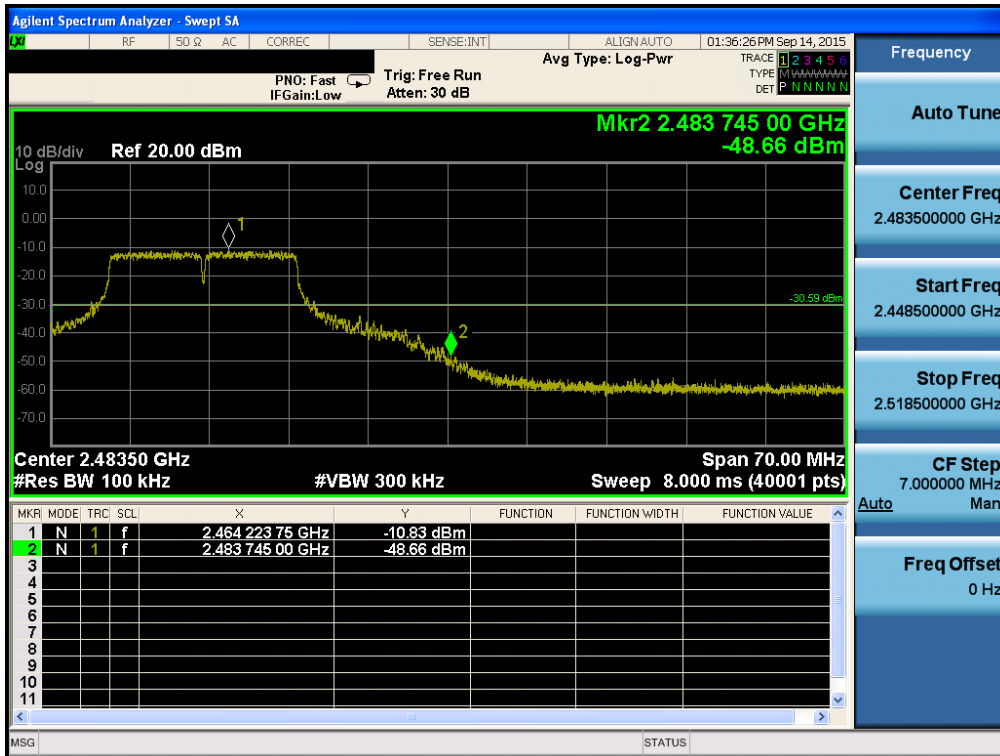 Agilent Spectrum Analyzer - Swept SA
LXI RF 50 Ω AC CORREC SENSE:INT ALIGN AUTO 01:36:26 PM Sep 14, 2015
Frequency
PNO: Fast
IFGain:Low
Trig: Free Run
Atten: 30 dB
Avg Type: Log-Pwr
TRACE 1 2 3 4 5 6
TYPE M
DET P N N N N N
Auto Tune
Mkr2 2.483 745 00 GHz
-48.66 dBm
10 dB/div Ref 20.00 dBm
Log
10.0
0.00
-10.0
-20.0
-30.0
-40.0
-50.0
-60.0
-70.0
1
2
-30.59 dBm
Center 2.48350 GHz Span 70.00 MHz
#Res BW 100 kHz #VBW 300 kHz Sweep 8.000 ms (40001 pts)
Center Freq
2.483500000 GHz
Start Freq
2.448500000 GHz
Stop Freq
2.518500000 GHz
CF Step
7.000000 MHz
Auto Man
Freq Offset
0 Hz
MKR MODE TRC SCL X Y FUNCTION FUNCTION WIDTH FUNCTION VALUE
1 N 1 f 2.464 223 75 GHz -10.83 dBm
2 N 1 f 2.483 745 00 GHz -48.66 dBm
3
4
5
6
7
8
9
10
11
MSG STATUS